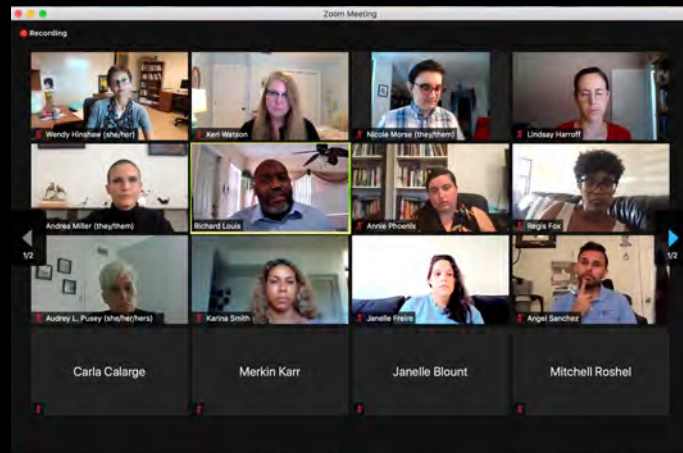 Zoom Meeting
Recording
Wendy Hinshaw (she/her)
Keri Watson
Nicole Morse (they/them)
Lindsay Harroff
Andrea Miller (they/them)
Richard Louis
Annie Phoenix
Regis Fox
1/2
1/2
Audrey L. Pusey (she/her/hers)
Karina Smith
Janelle Freire
Angel Sanchez
Carla Calarge
Merkin Karr
Janelle Blount
Mitchell Roshel